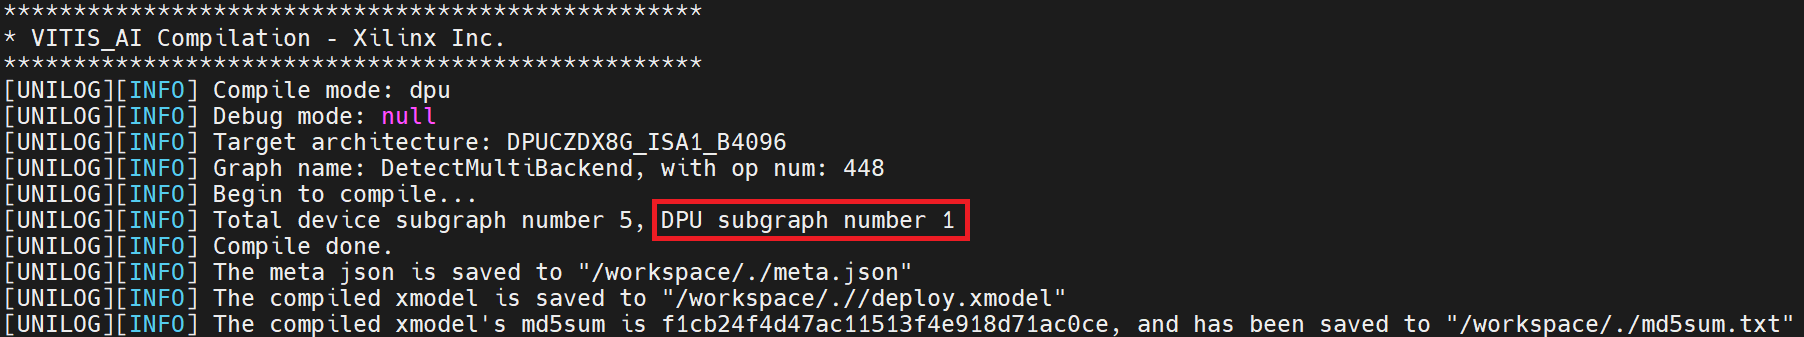 **************************************************
* VITIS_AI Compilation - Xilinx Inc.
**************************************************
[UNILOG][INFO] Compile mode: dpu
[UNILOG][INFO] Debug mode: null
[UNILOG][INFO] Target architecture: DPUCZDX8G_ISA1_B4096
[UNILOG][INFO] Graph name: DetectMultiBackend, with op num: 448
[UNILOG][INFO] Begin to compile...
[UNILOG][INFO] Total device subgraph number 5, DPU subgraph number 1
[UNILOG][INFO] Compile done.
[UNILOG][INFO] The meta json is saved to "/workspace/./meta.json"
[UNILOG][INFO] The compiled xmodel is saved to "/workspace/.//deploy.xmodel"
[UNILOG][INFO] The compiled xmodel's md5sum is f1cb24f4d47ac11513f4e918d71ac0ce, and has been saved to "/workspace/./md5sum.txt"